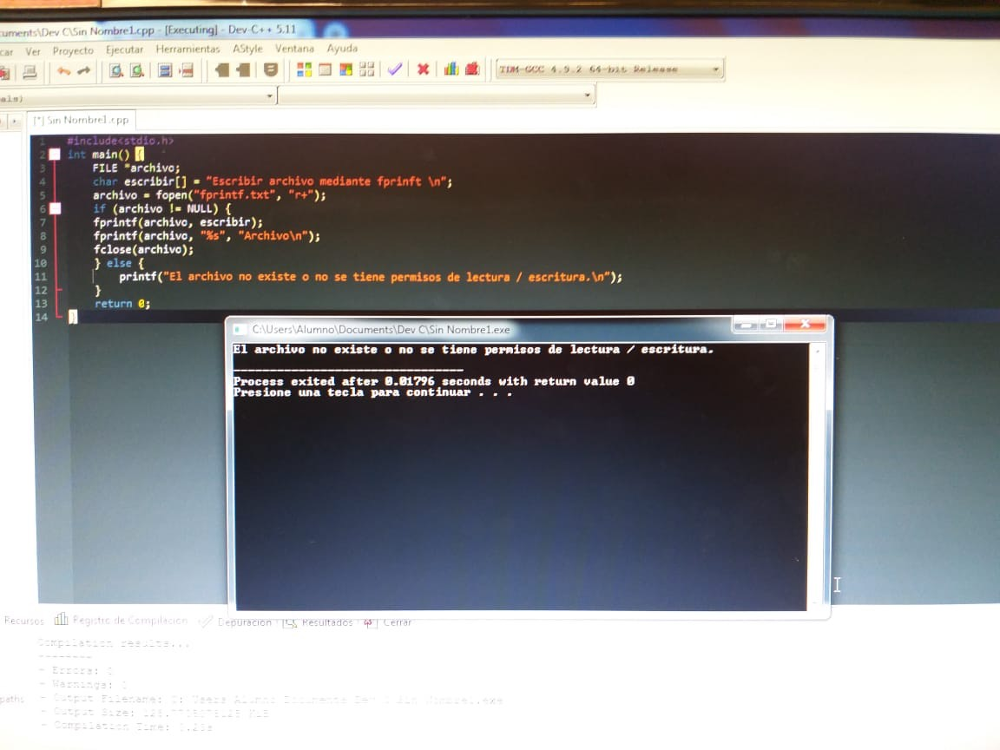 uments\Dev C\Sin Nombre1.cpp - [Executing] - Dev-C++ 5.11
car Ver Proyecto Ejecutar Herramientas AStyle Ventana Ayuda
TDM-GCC 4.9.2 64-bit Release
als)
[*] Sin Nombre1.cpp
1 #include<stdio.h>
2 int main() {
3 FILE *archivo;
4 char escribir[] = "Escribir archivo mediante fprinft \n";
5 archivo = fopen("fprintf.txt", "r+");
6 if (archivo != NULL) {
7 fprintf(archivo, escribir);
8 fprintf(archivo, "%s", "Archivo\n");
9 fclose(archivo);
10 } else {
11 printf("El archivo no existe o no se tiene permisos de lectura / escritura.\n");
12 }
13 return 0;
14 }
C:\Users\Alumno\Documents\Dev C\Sin Nombre1.exe
El archivo no existe o no se tiene permisos de lectura / escritura.
--------------------------------
Process exited after 0.01796 seconds with return value 0
Presione una tecla para continuar . . .
Recursos Registro de Compilación Depuración Resultados Cerrar
Compilation results...
--------
- Errors: 0
- Warnings: 0
paths - Output Filename: C:\Users\Alumno\Documents\Dev C\Sin Nombre1.exe
- Output Size:
- Compilation Time: